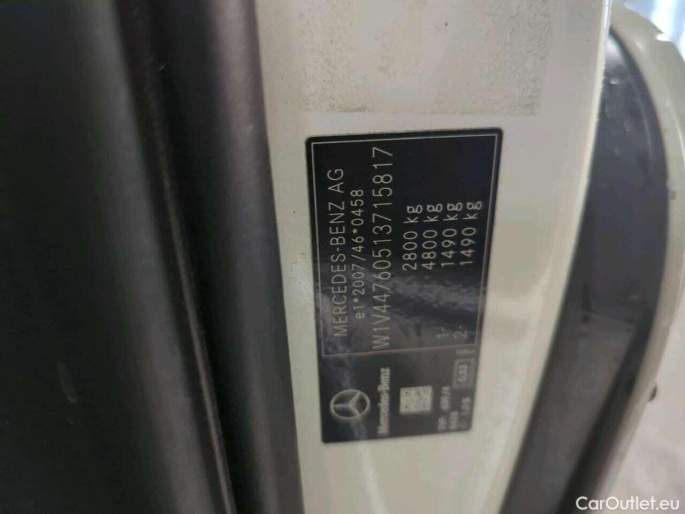 MERCEDES-BENZ AG
e1*2007/46*0458
W1V44760513715817
2800 kg
4800 kg
1- 1490 kg
2- 1490 kg
Mercedes-Benz
CarOutlet.eu